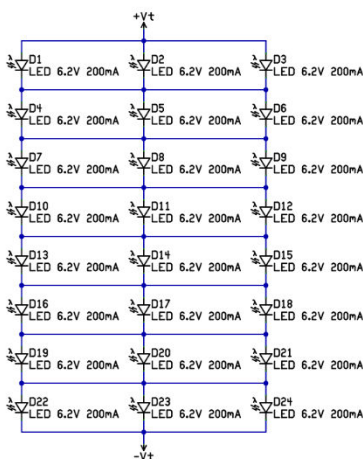 +Vt
D1 D2 D3
LED 6.2V 200mA LED 6.2V 200mA LED 6.2V 200mA
D4 D5 D6
LED 6.2V 200mA LED 6.2V 200mA LED 6.2V 200mA
D7 D8 D9
LED 6.2V 200mA LED 6.2V 200mA LED 6.2V 200mA
D10 D11 D12
LED 6.2V 200mA LED 6.2V 200mA LED 6.2V 200mA
D13 D14 D15
LED 6.2V 200mA LED 6.2V 200mA LED 6.2V 200mA
D16 D17 D18
LED 6.2V 200mA LED 6.2V 200mA LED 6.2V 200mA
D19 D20 D21
LED 6.2V 200mA LED 6.2V 200mA LED 6.2V 200mA
D22 D23 D24
LED 6.2V 200mA LED 6.2V 200mA LED 6.2V 200mA
-Vt